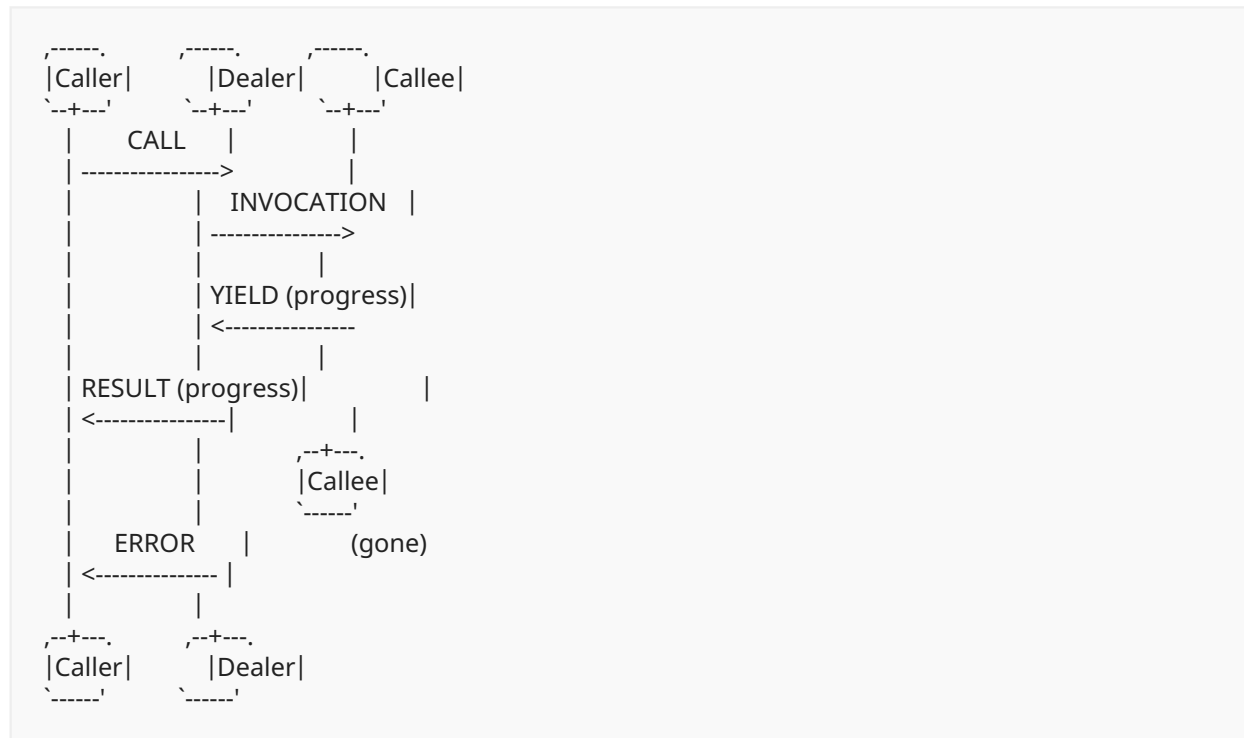 ,------.          ,------.          ,------.
|Caller|          |Dealer|          |Callee|
`--+---'          `--+---'          `--+---'
   |       CALL      |                 |
   | ----------------->                |
   |                 |   INVOCATION   |
   |                 | ---------------->
   |                 |                 |
   |                 | YIELD (progress)|
   |                 | <----------------
   |                 |                 |
   | RESULT (progress)|                 |
   | <----------------|                 |
   |                 |              ,--+---.
   |                 |              |Callee|
   |                 |              `------'
   |      ERROR      |               (gone)
   | <--------------- |
   |                 |
,--+---.          ,--+---.
|Caller|          |Dealer|
`------'          `------'